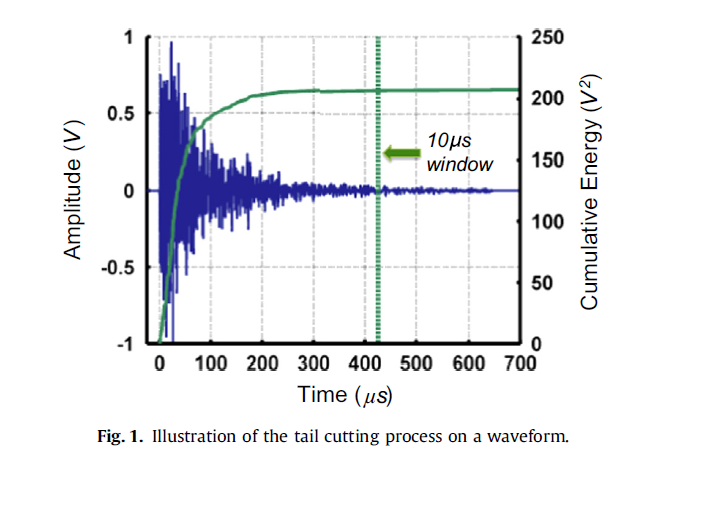 1
0.5
0
-0.5
-1
Amplitude (V)
250
200
150
100
50
0
Cumulative Energy (V²)
10μs
window
0 100 200 300 400 500 600 700
Time (μs)
Fig. 1. Illustration of the tail cutting process on a waveform.